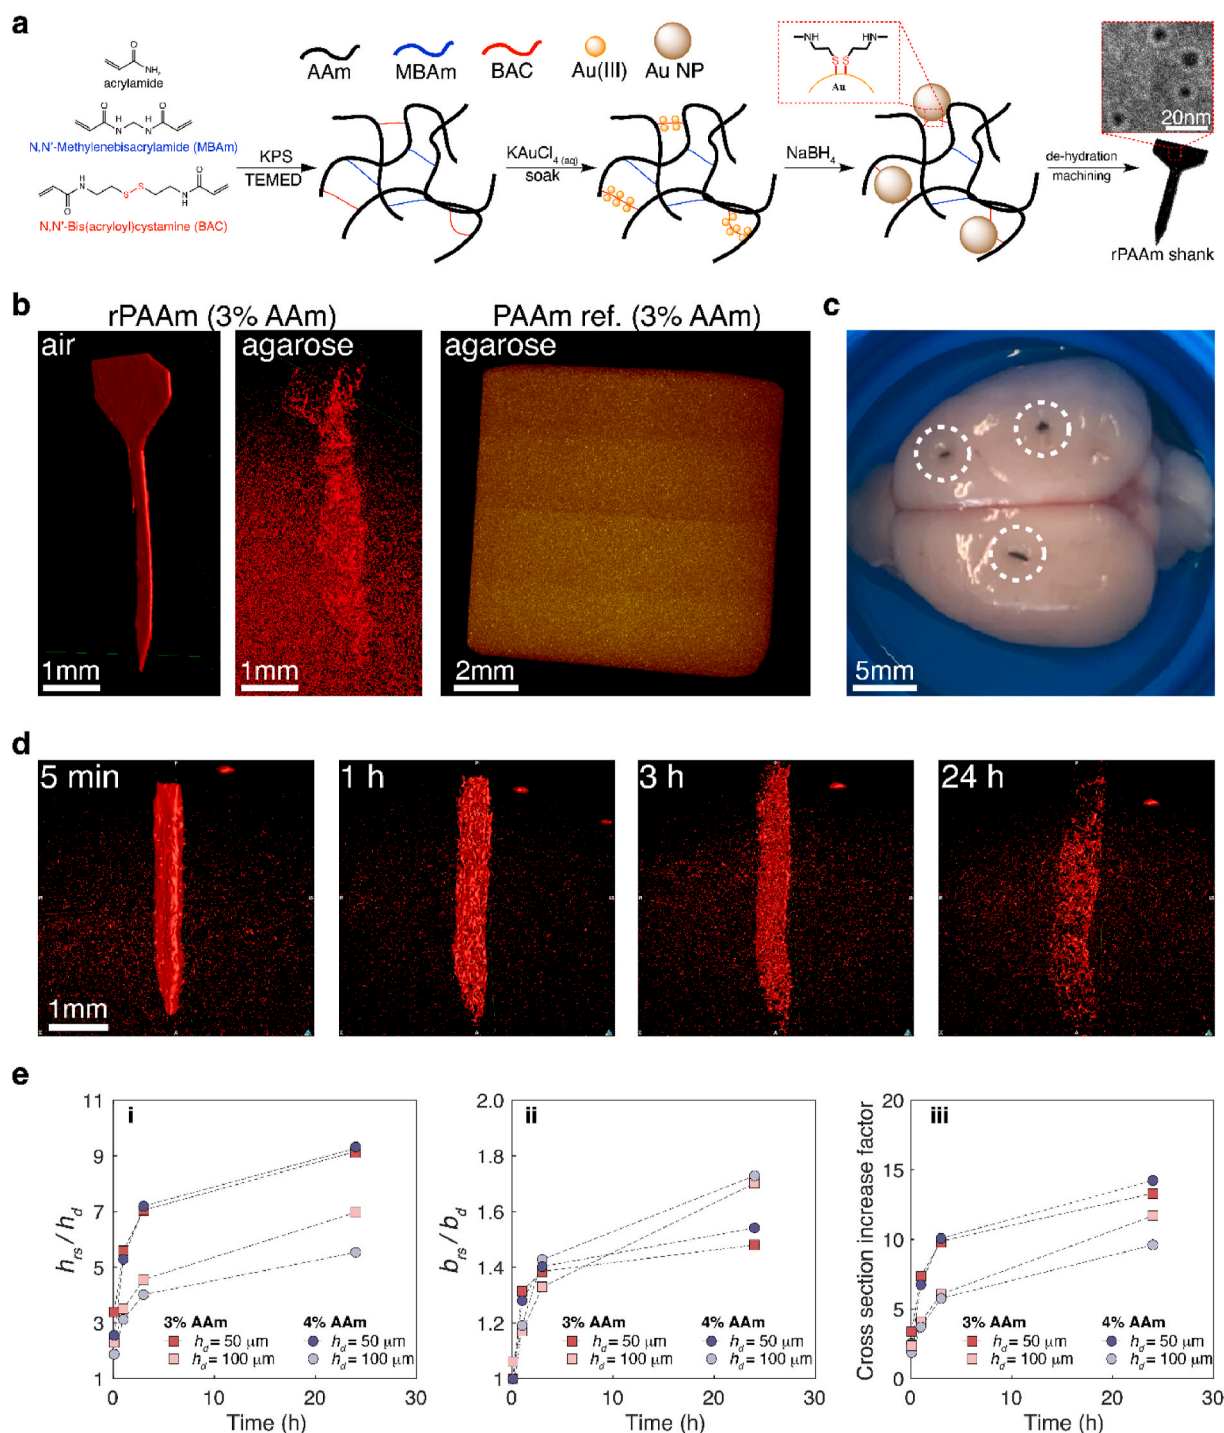 a
acrylamide
N,N'-Methylenebisacrylamide (MBAm)
N,N'-Bis(acryloyl)cystamine (BAC)
AAm MBAm BAC Au(III) Au NP
KPS
TEMED
KAuCl4 (aq)
soak
NaBH4
de-hydration
machining
Au
20nm
rPAAm shank
b
rPAAm (3% AAm) PAAm ref. (3% AAm)
air agarose agarose
1mm 1mm 2mm
c
5mm
d
5 min 1 h 3 h 24 h
1mm
e
i
hrs / hd
11
9
7
5
3
1
0 10 20 30
Time (h)
3% AAm 4% AAm
hd = 50 μm hd = 50 μm
hd = 100 μm hd = 100 μm
ii
brs / bd
2.0
1.8
1.6
1.4
1.2
1
0 10 20 30
Time (h)
3% AAm 4% AAm
hd = 50 μm hd = 50 μm
hd = 100 μm hd = 100 μm
iii
Cross section increase factor
20
15
10
5
0
0 10 20 30
Time (h)
3% AAm 4% AAm
hd = 50 μm hd = 50 μm
hd = 100 μm hd = 100 μm